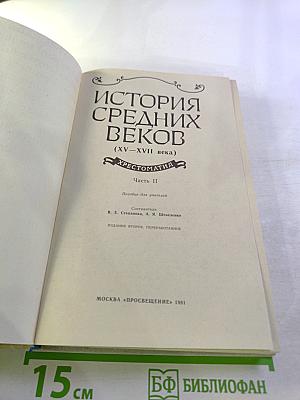 ИСТОРИЯ
СРЕДНИХ
ВЕКОВ
(XV—XVII века)
ХРЕСТОМАТИЯ
Часть II
Пособие для учителей
Составители:
В. Е. Степанова, А. Я. Шевеленко
ИЗДАНИЕ ВТОРОЕ, ПЕРЕРАБОТАННОЕ
МОСКВА «ПРОСВЕЩЕНИЕ» 1981
15 см
БФ БИБЛИОФАН